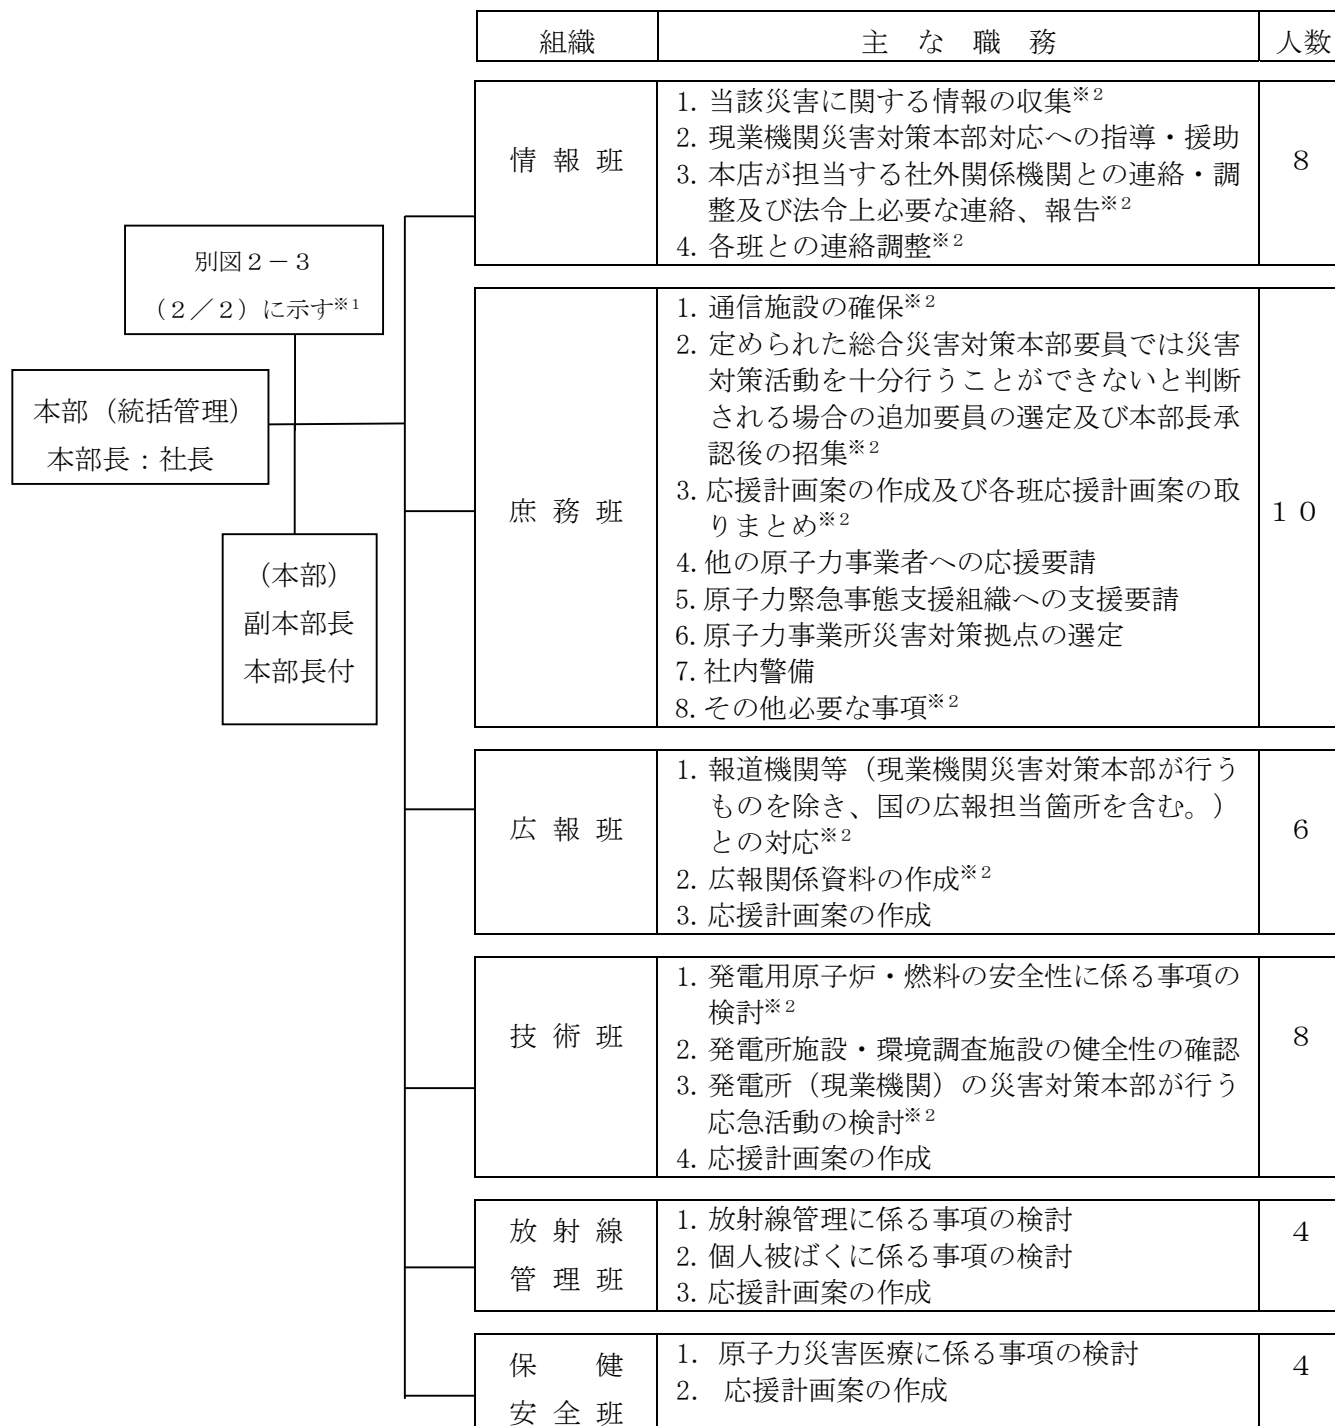 組織 主な職務 人数
情報班
1. 当該災害に関する情報の収集※2
2. 現業機関災害対策本部対応への指導・援助
3. 本店が担当する社外関係機関との連絡・調
整及び法令上必要な連絡、報告※2
4. 各班との連絡調整※2
8
別図2-3
(2/2)に示す※1
本部(統括管理)
本部長:社長
(本部)
副本部長
本部長付
庶務班
1. 通信施設の確保※2
2. 定められた総合災害対策本部要員では災害
対策活動を十分行うことができないと判断
される場合の追加要員の選定及び本部長承
認後の招集※2
3. 応援計画案の作成及び各班応援計画案の取
りまとめ※2
4. 他の原子力事業者への応援要請
5. 原子力緊急事態支援組織への支援要請
6. 原子力事業所災害対策拠点の選定
7. 社内警備
8. その他必要な事項※2
10
広報班
1. 報道機関等(現業機関災害対策本部が行う
ものを除き、国の広報担当箇所を含む。)
との対応※2
2. 広報関係資料の作成※2
3. 応援計画案の作成
6
技術班
1. 発電用原子炉・燃料の安全性に係る事項の
検討※2
2. 発電所施設・環境調査施設の健全性の確認
3. 発電所(現業機関)の災害対策本部が行う
応急活動の検討※2
4. 応援計画案の作成
8
放射線
管理班
1. 放射線管理に係る事項の検討
2. 個人被ばくに係る事項の検討
3. 応援計画案の作成
4
保健
安全班
1. 原子力災害医療に係る事項の検討
2. 応援計画案の作成
4